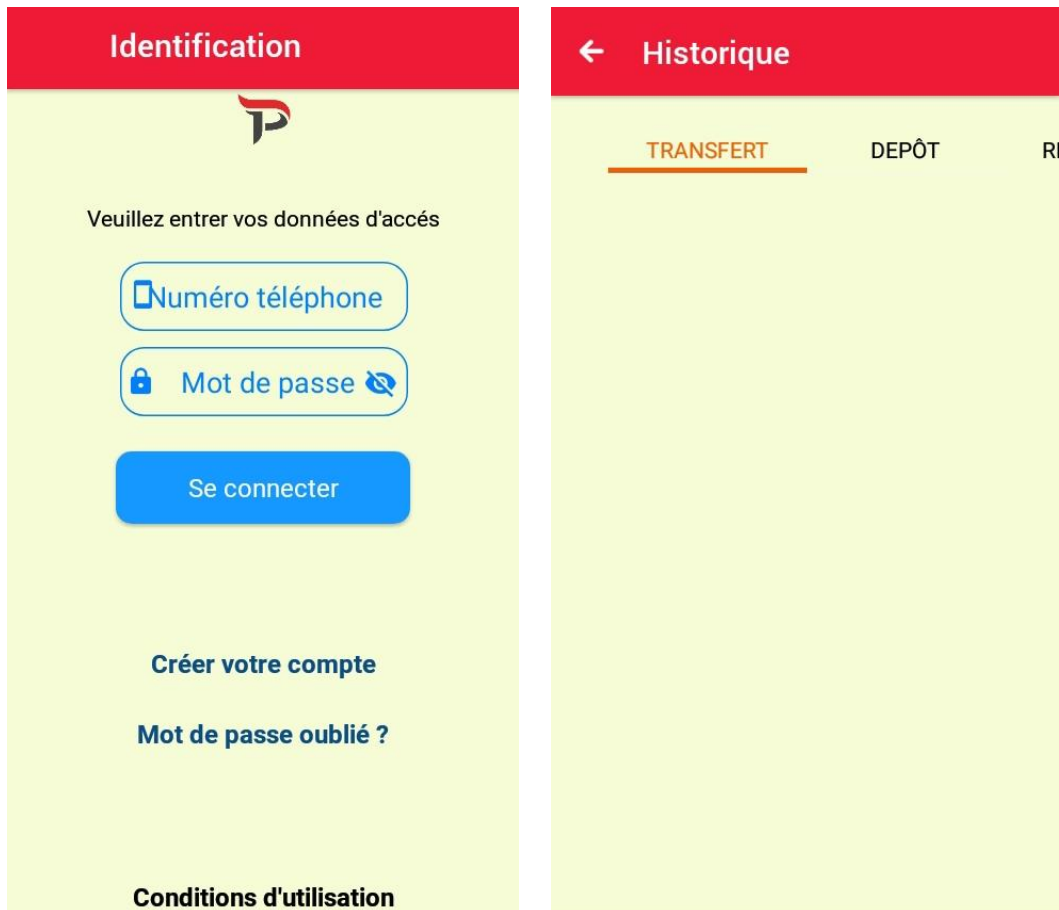 Identification
Veuillez entrer vos données d'accés
Numéro téléphone
Mot de passe
Se connecter
Créer votre compte
Mot de passe oublié ?
Conditions d'utilisation
Historique
TRANSFERT DEPÔT